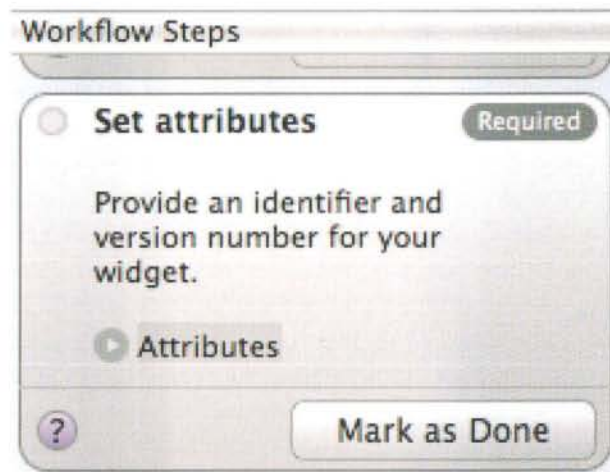 Workflow Steps
Set attributes Required
Provide an identifier and
version number for your
widget.
Attributes
? Mark as Done